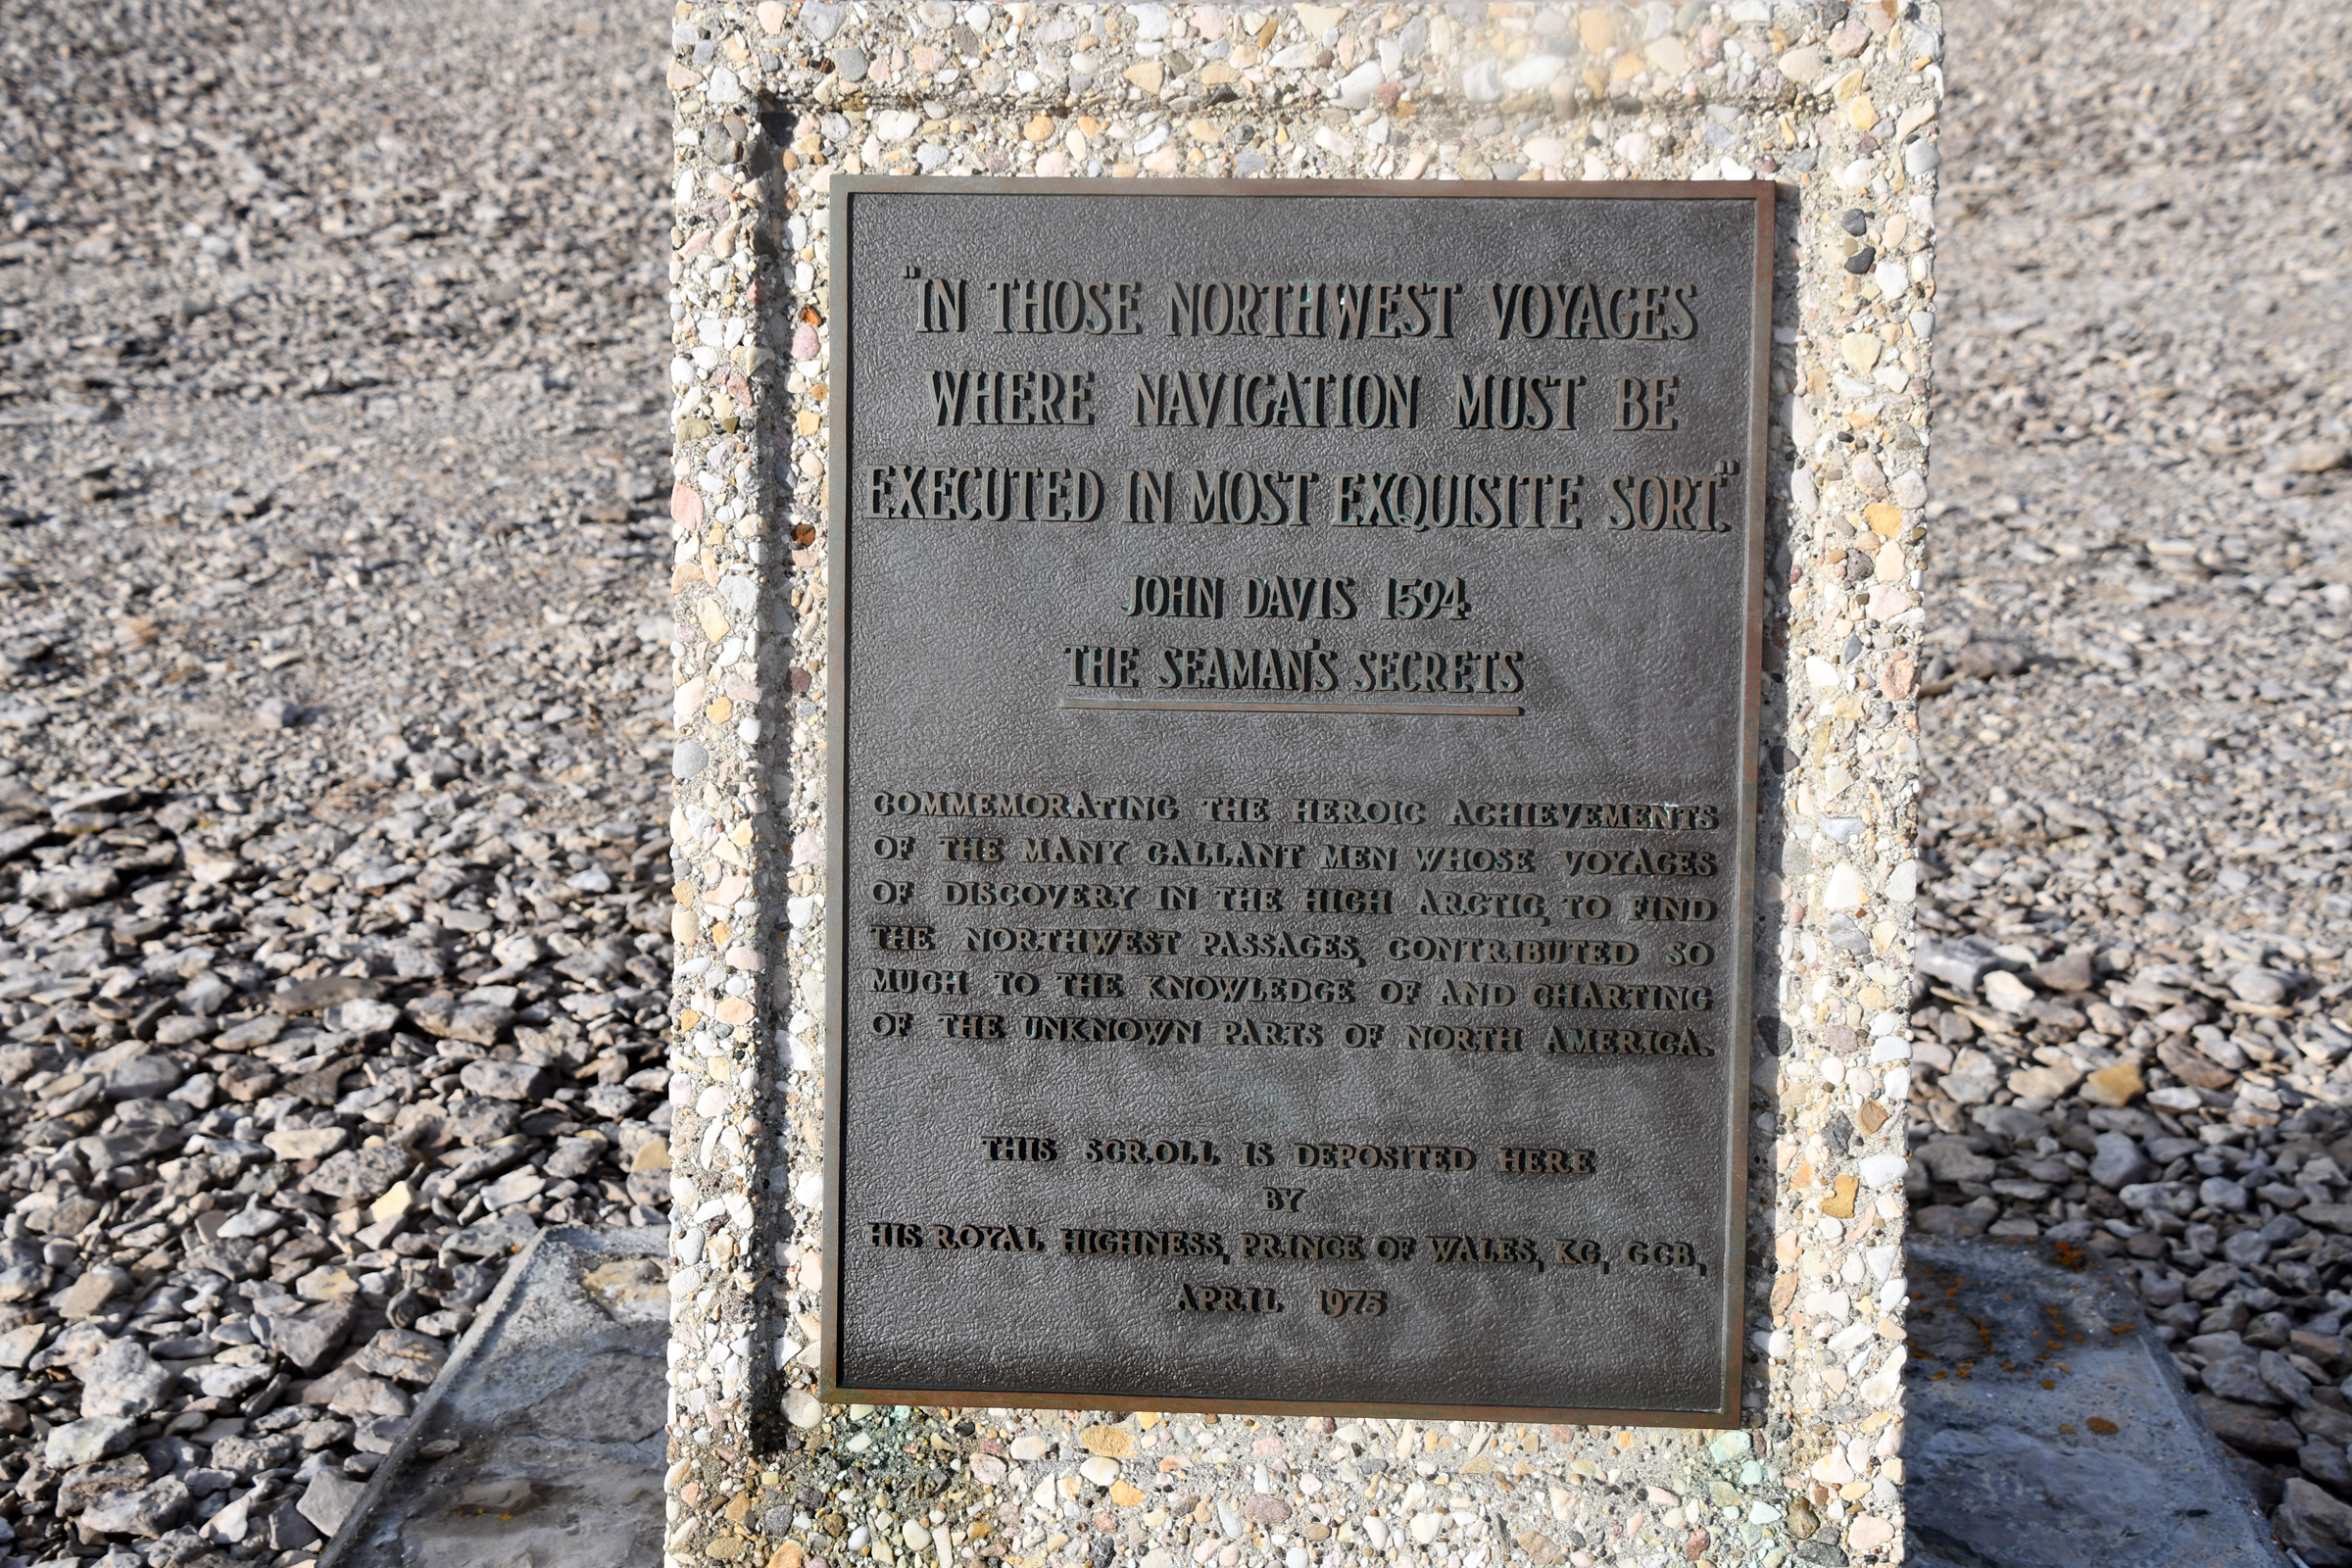 "IN THOSE NORTHWEST VOYAGES
WHERE NAVIGATION MUST BE
EXECUTED IN MOST EXQUISITE SORT."
JOHN DAVIS 1594.
THE SEAMAN'S SECRETS
COMMEMORATING THE HEROIC ACHIEVEMENTS
OF THE MANY GALLANT MEN WHOSE VOYAGES
OF DISCOVERY IN THE HIGH ARCTIC, TO FIND
THE NORTHWEST PASSAGES, CONTRIBUTED SO
MUCH TO THE KNOWLEDGE OF AND CHARTING
OF THE UNKNOWN PARTS OF NORTH AMERICA.
THIS SCROLL IS DEPOSITED HERE
BY
HIS ROYAL HIGHNESS, PRINCE OF WALES, KG, GCB,
APRIL 1975